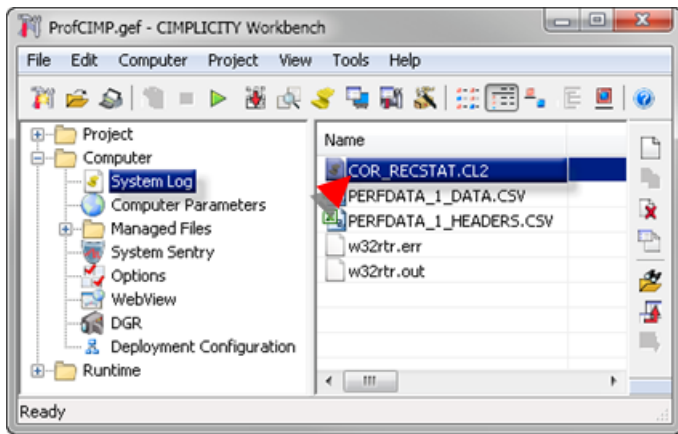 ProfCIMP.gef - CIMPLICITY Workbench
File Edit Computer Project View Tools Help
Project
Computer
System Log
Computer Parameters
Managed Files
System Sentry
Options
WebView
DGR
Deployment Configuration
Runtime
Name
COR_RECSTAT.CL2
PERFDATA_1_DATA.CSV
PERFDATA_1_HEADERS.CSV
w32rtr.err
w32rtr.out
Ready